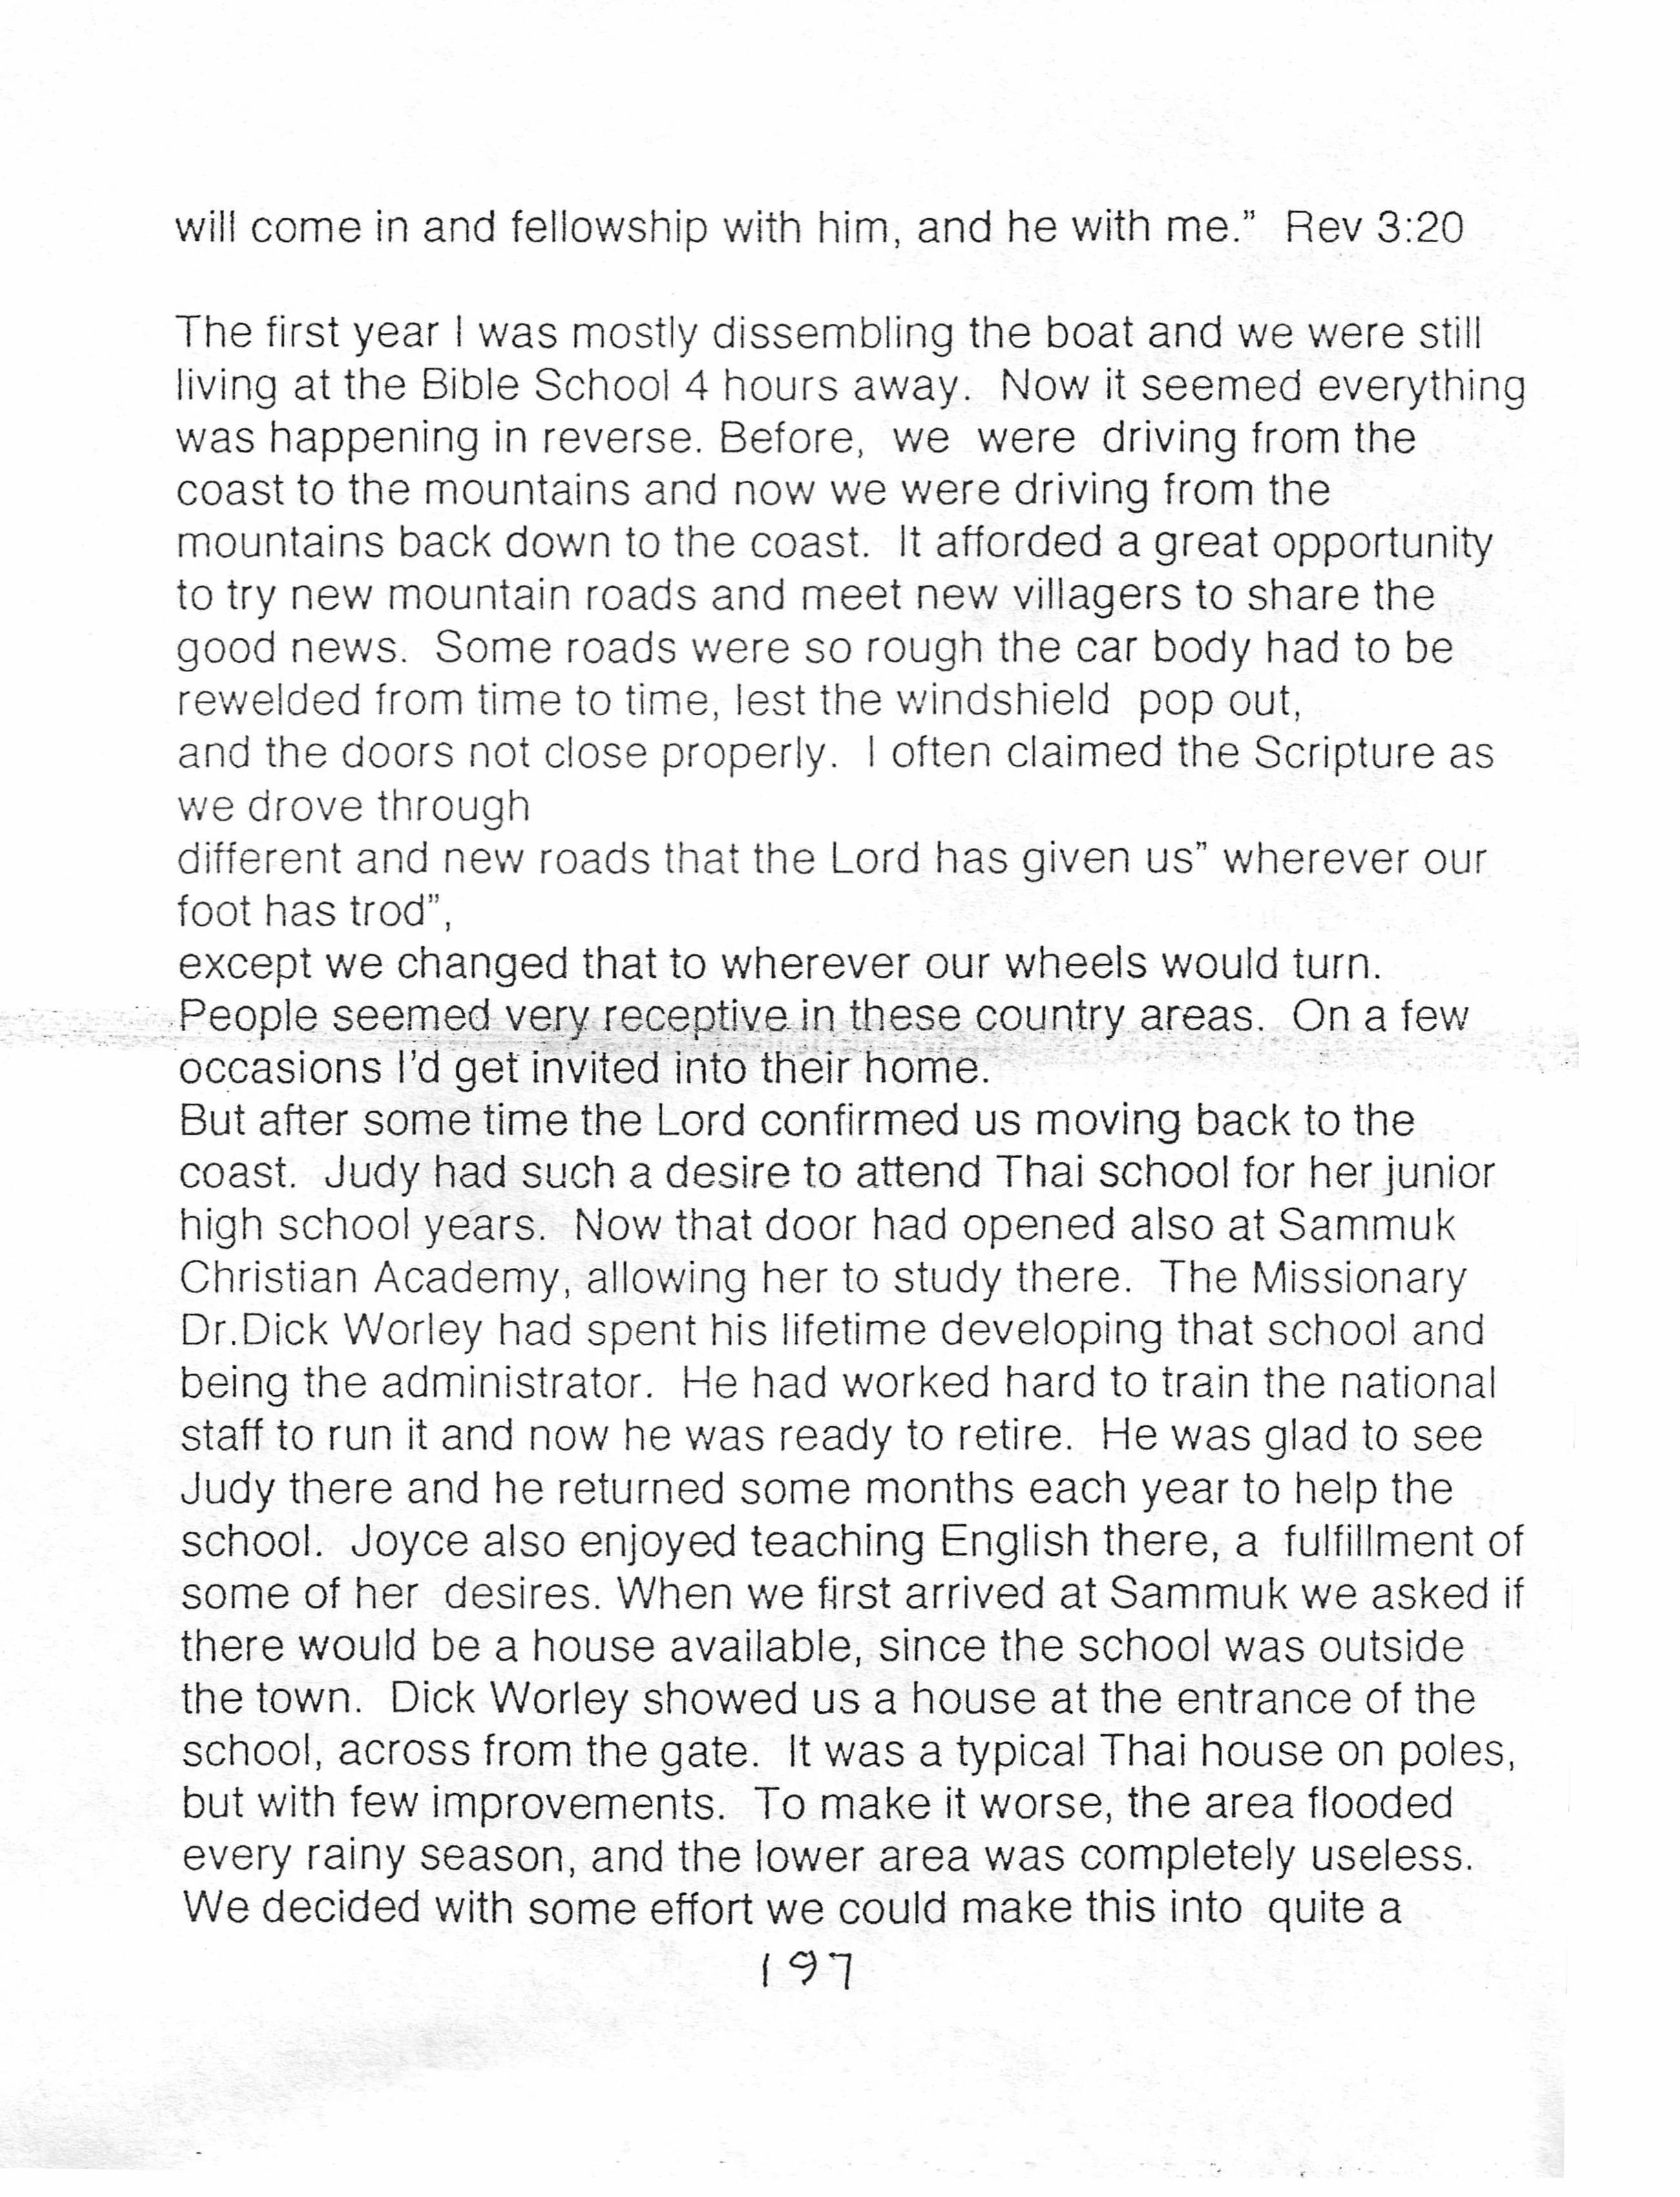 will come in and fellowship with him, and he with me.”  Rev 3:20
The first year I was mostly dissembling the boat and we were still
living at the Bible School 4 hours away.  Now it seemed everything
was happening in reverse. Before,  we  were  driving from the
coast to the mountains and now we were driving from the
mountains back down to the coast.  It afforded a great opportunity
to try new mountain roads and meet new villagers to share the
good news.  Some roads were so rough the car body had to be
rewelded from time to time, lest the windshield  pop out,
and the doors not close properly.  I often claimed the Scripture as
we drove through
different and new roads that the Lord has given us” wherever our
foot has trod”,
except we changed that to wherever our wheels would turn.
People seemed very receptive in these country areas.  On a few
occasions I'd get invited into their home.
But after some time the Lord confirmed us moving back to the
coast.  Judy had such a desire to attend Thai school for her junior
high school years.  Now that door had opened also at Sammuk
Christian Academy, allowing her to study there.  The Missionary
Dr.Dick Worley had spent his lifetime developing that school and
being the administrator.  He had worked hard to train the national
staff to run it and now he was ready to retire.  He was glad to see
Judy there and he returned some months each year to help the
school.  Joyce also enjoyed teaching English there, a  fulfillment of
some of her  desires. When we first arrived at Sammuk we asked if
there would be a house available, since the school was outside
the town.  Dick Worley showed us a house at the entrance of the
school, across from the gate.  It was a typical Thai house on poles,
but with few improvements.  To make it worse, the area flooded
every rainy season, and the lower area was completely useless.
We decided with some effort we could make this into  quite a
197